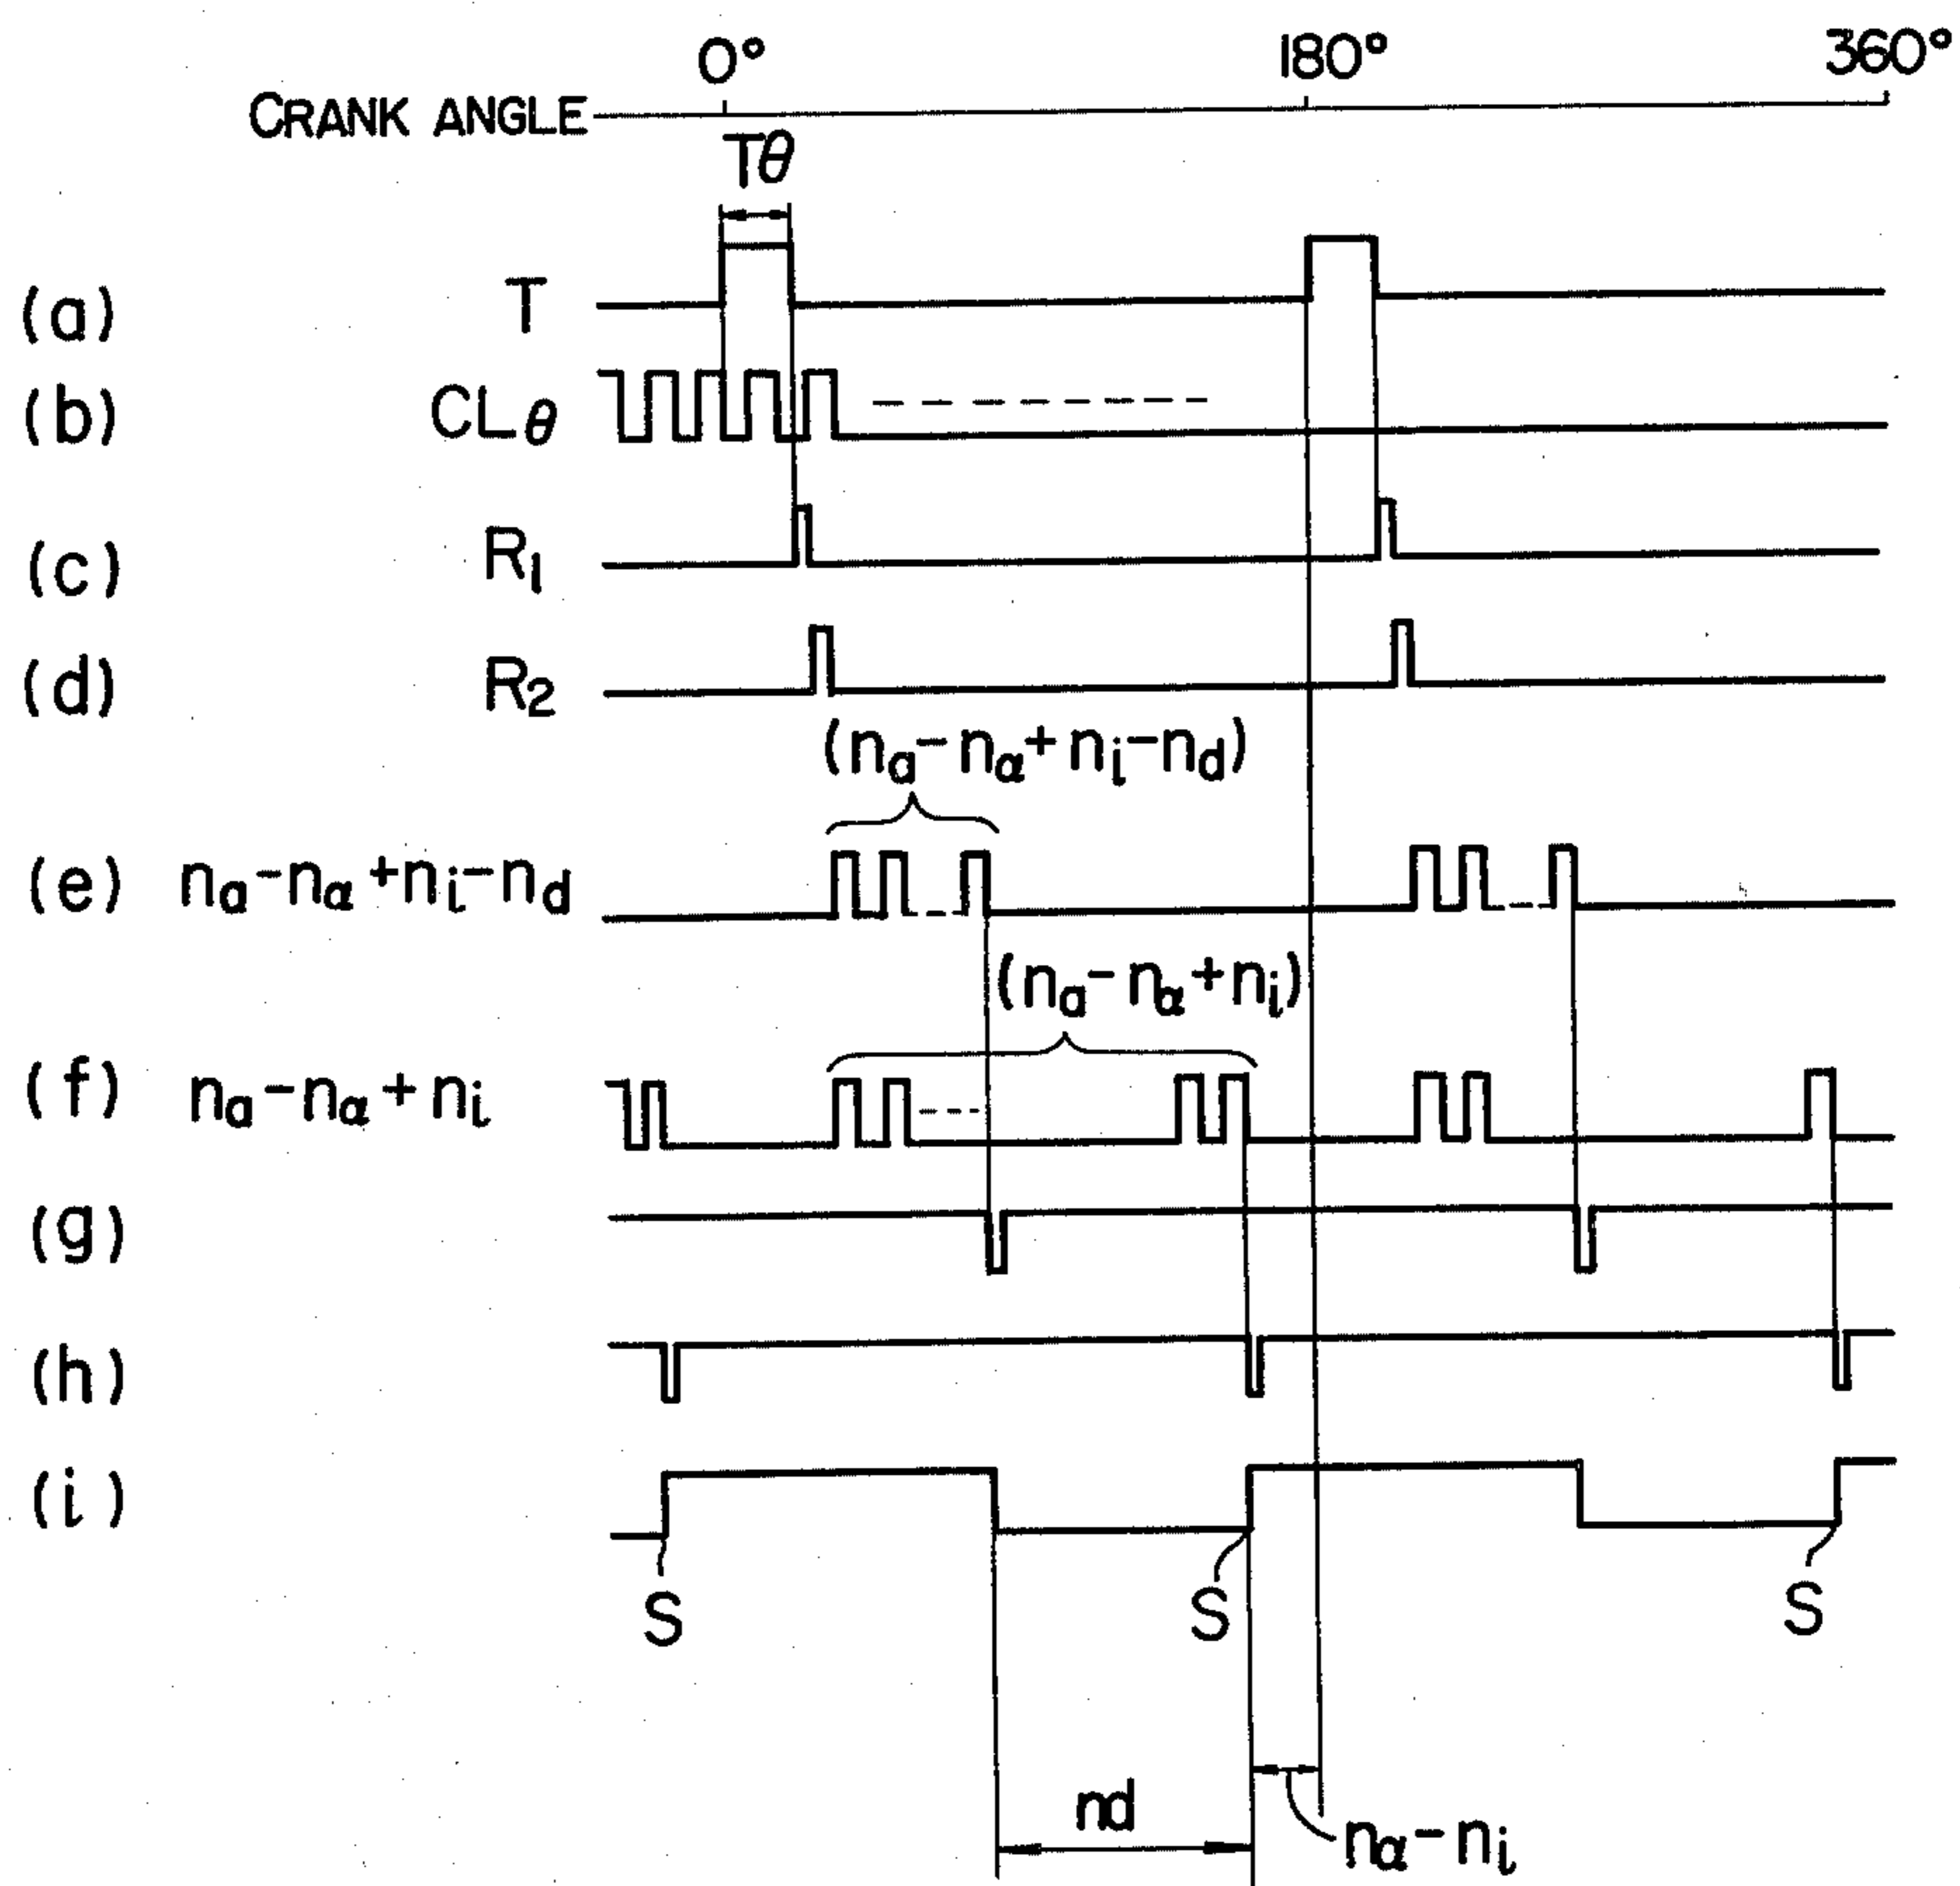 0° 180° 360°
CRANK ANGLE
Tθ
(a) T
(b) CLθ
(c) R1
(d) R2
(na-nα+ni-nd)
(e) na-nα+ni-nd
(na-nα+ni)
(f) na-nα+ni
(g)
(h)
(i)
S S S
nd
nα-ni